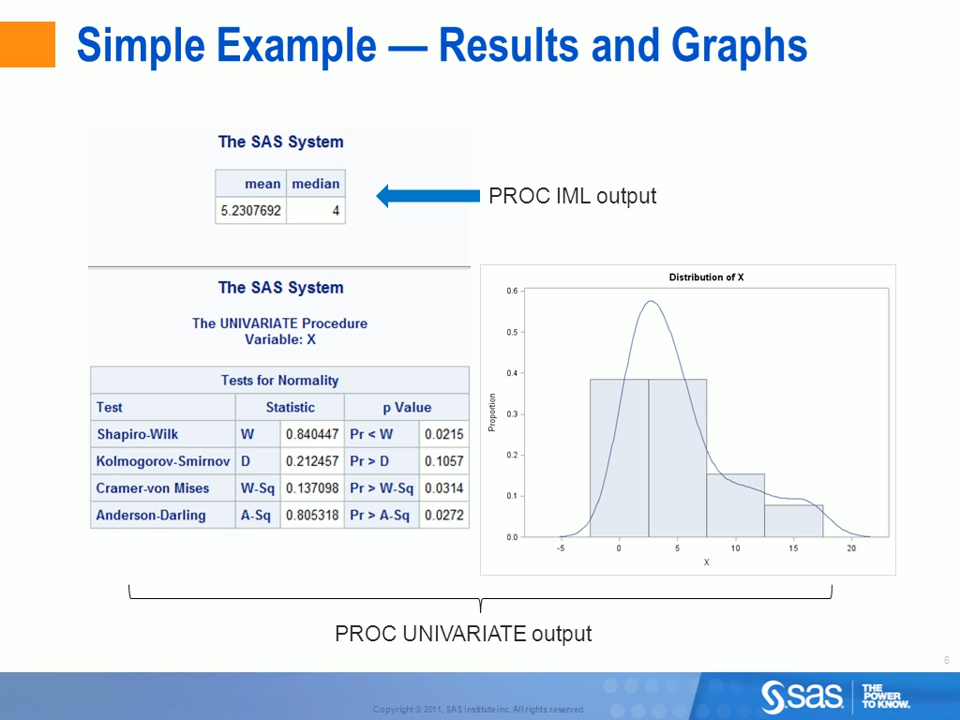 Simple Example — Results and Graphs
The SAS System
mean median
5.2307692 4
PROC IML output
The SAS System
The UNIVARIATE Procedure
Variable: X
Tests for Normality
Test Statistic p Value
Shapiro-Wilk W 0.840447 Pr < W 0.0215
Kolmogorov-Smirnov D 0.212457 Pr > D 0.1057
Cramer-von Mises W-Sq 0.137098 Pr > W-Sq 0.0314
Anderson-Darling A-Sq 0.805318 Pr > A-Sq 0.0272
Distribution of X
Proportion
0.6
0.5
0.4
0.3
0.2
0.1
0.0
-5 0 5 10 15 20
X
PROC UNIVARIATE output
6
Copyright © 2011, SAS Institute Inc. All rights reserved.
sas
THE
POWER
TO KNOW.